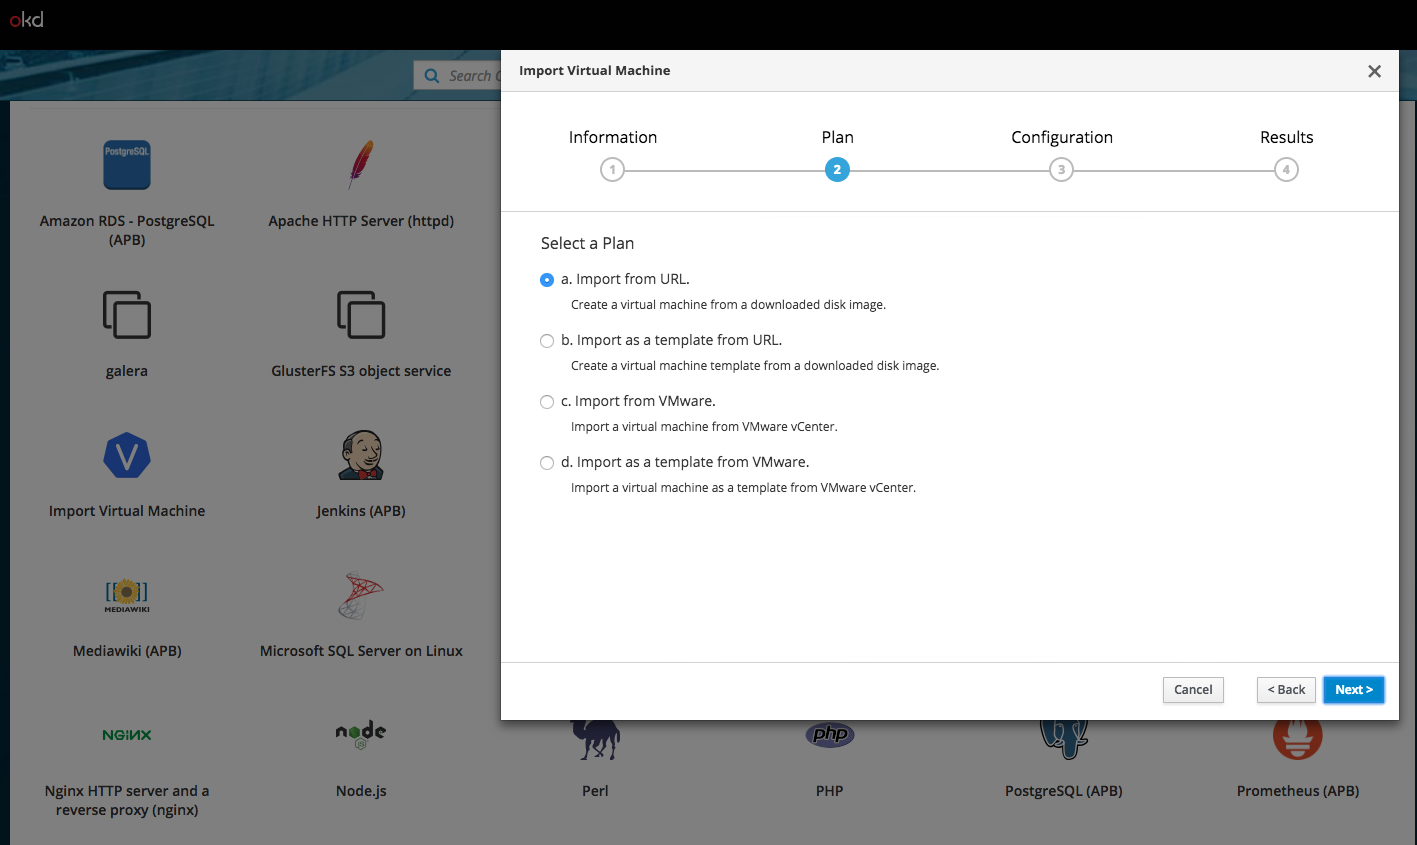 okd
Search C
Import Virtual Machine
Information
Plan
Configuration
Results
1
2
3
4
Select a Plan
a. Import from URL.
Create a virtual machine from a downloaded disk image.
b. Import as a template from URL.
Create a virtual machine template from a downloaded disk image.
c. Import from VMware.
Import a virtual machine from VMware vCenter.
d. Import as a template from VMware.
Import a virtual machine as a template from VMware vCenter.
Cancel
< Back
Next >
PostgreSQL
Amazon RDS - PostgreSQL
(APB)
Apache HTTP Server (httpd)
galera
GlusterFS S3 object service
V
Import Virtual Machine
Jenkins (APB)
[[ ]]
MEDIAWIKI
Mediawiki (APB)
Microsoft SQL Server on Linux
NGINX
Nginx HTTP server and a
reverse proxy (nginx)
node
JS
Node.js
Perl
php
PHP
PostgreSQL (APB)
Prometheus (APB)